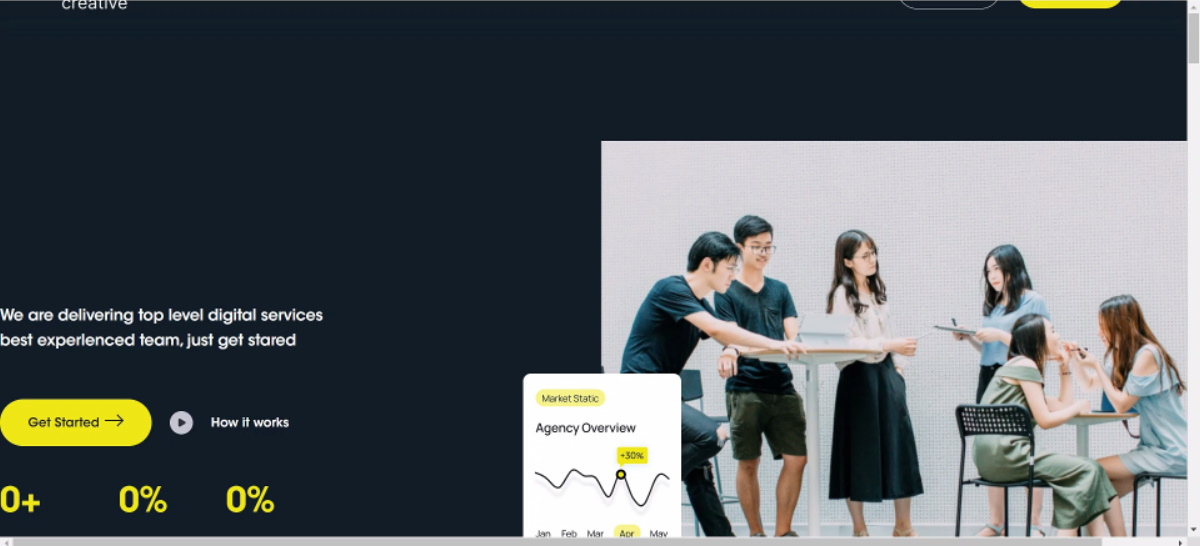 creative
We are delivering top level digital services
best experienced team, just get stared
Get Started
How it works
0+
0%
0%
Market Static
Agency Overview
+30%
Jan Feb Mar Apr May